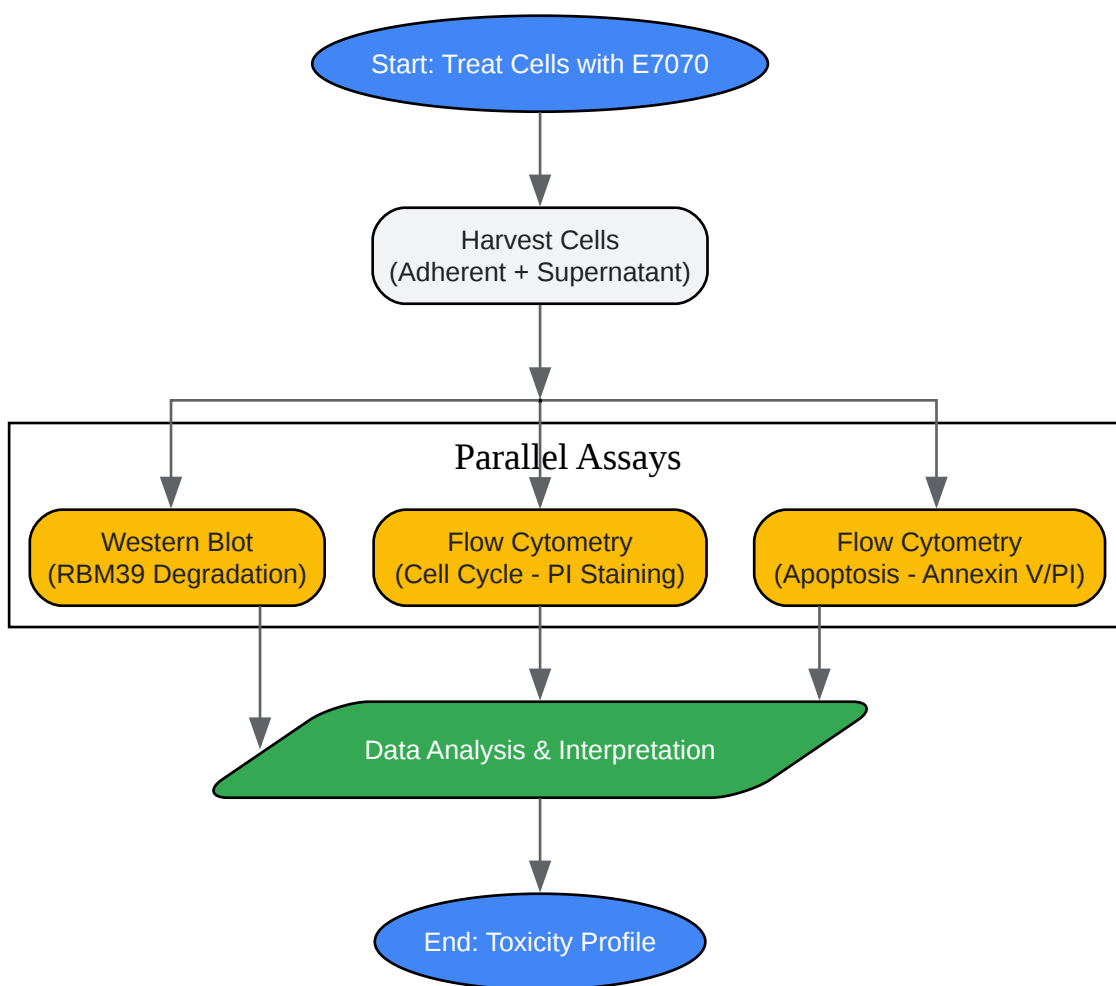 Start: Treat Cells with E7070
Harvest Cells
(Adherent + Supernatant)
Parallel Assays
Western Blot
(RBM39 Degradation)
Flow Cytometry
(Cell Cycle - PI Staining)
Flow Cytometry
(Apoptosis - Annexin V/PI)
Data Analysis & Interpretation
End: Toxicity Profile